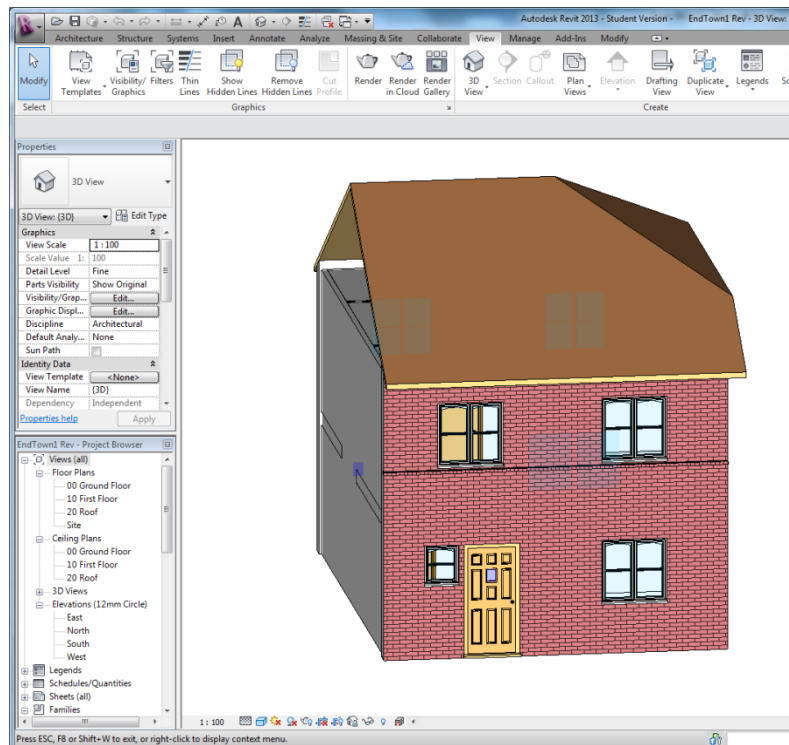 Autodesk Revit 2013 - Student Version - EndTown1 Rev - 3D View:
Architecture Structure Systems Insert Annotate Analyze Massing & Site Collaborate View Manage Add-Ins Modify
Modify View Templates Visibility/ Graphics Filters Thin Lines Show Hidden Lines Remove Hidden Lines Cut Profile Render Render in Cloud Render Gallery 3D View Section Callout Plan Views Elevation Drafting View Duplicate View Legends
Select Graphics Create
Properties
3D View
3D View: {3D} Edit Type
Graphics
View Scale 1 : 100
Scale Value 1: 100
Detail Level Fine
Parts Visibility Show Original
Visibility/Grap... Edit...
Graphic Displ... Edit...
Discipline Architectural
Default Analy... None
Sun Path
Identity Data
View Template <None>
View Name {3D}
Dependency Independent
Properties help Apply
EndTown1 Rev - Project Browser
Views (all)
Floor Plans
00 Ground Floor
10 First Floor
20 Roof
Site
Ceiling Plans
00 Ground Floor
10 First Floor
20 Roof
3D Views
Elevations (12mm Circle)
East
North
South
West
Legends
Schedules/Quantities
Sheets (all)
Families
1 : 100
Press ESC, F8 or Shift+W to exit, or right-click to display context menu.